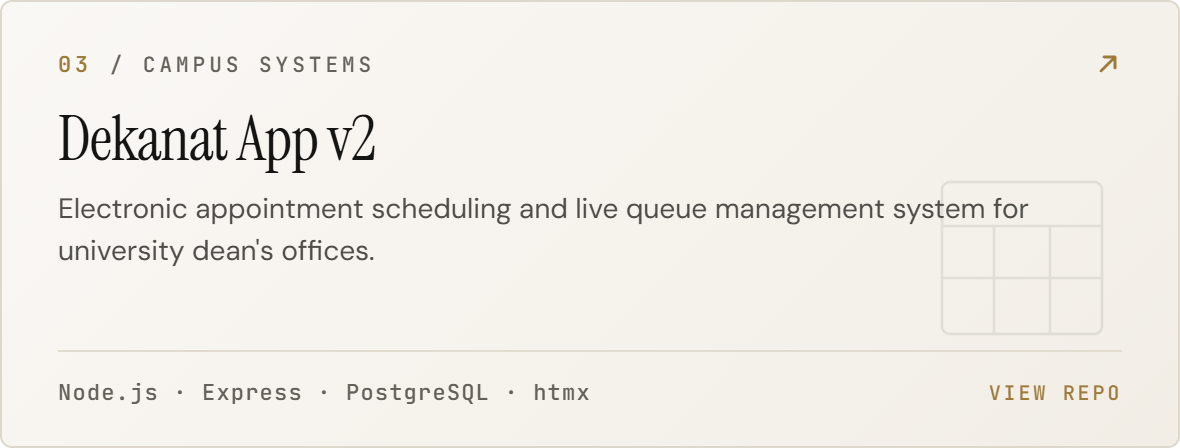 03 / CAMPUS SYSTEMS
Dekanat App v2
Electronic appointment scheduling and live queue management system for
university dean's offices.
Node.js · Express · PostgreSQL · htmx
VIEW REPO